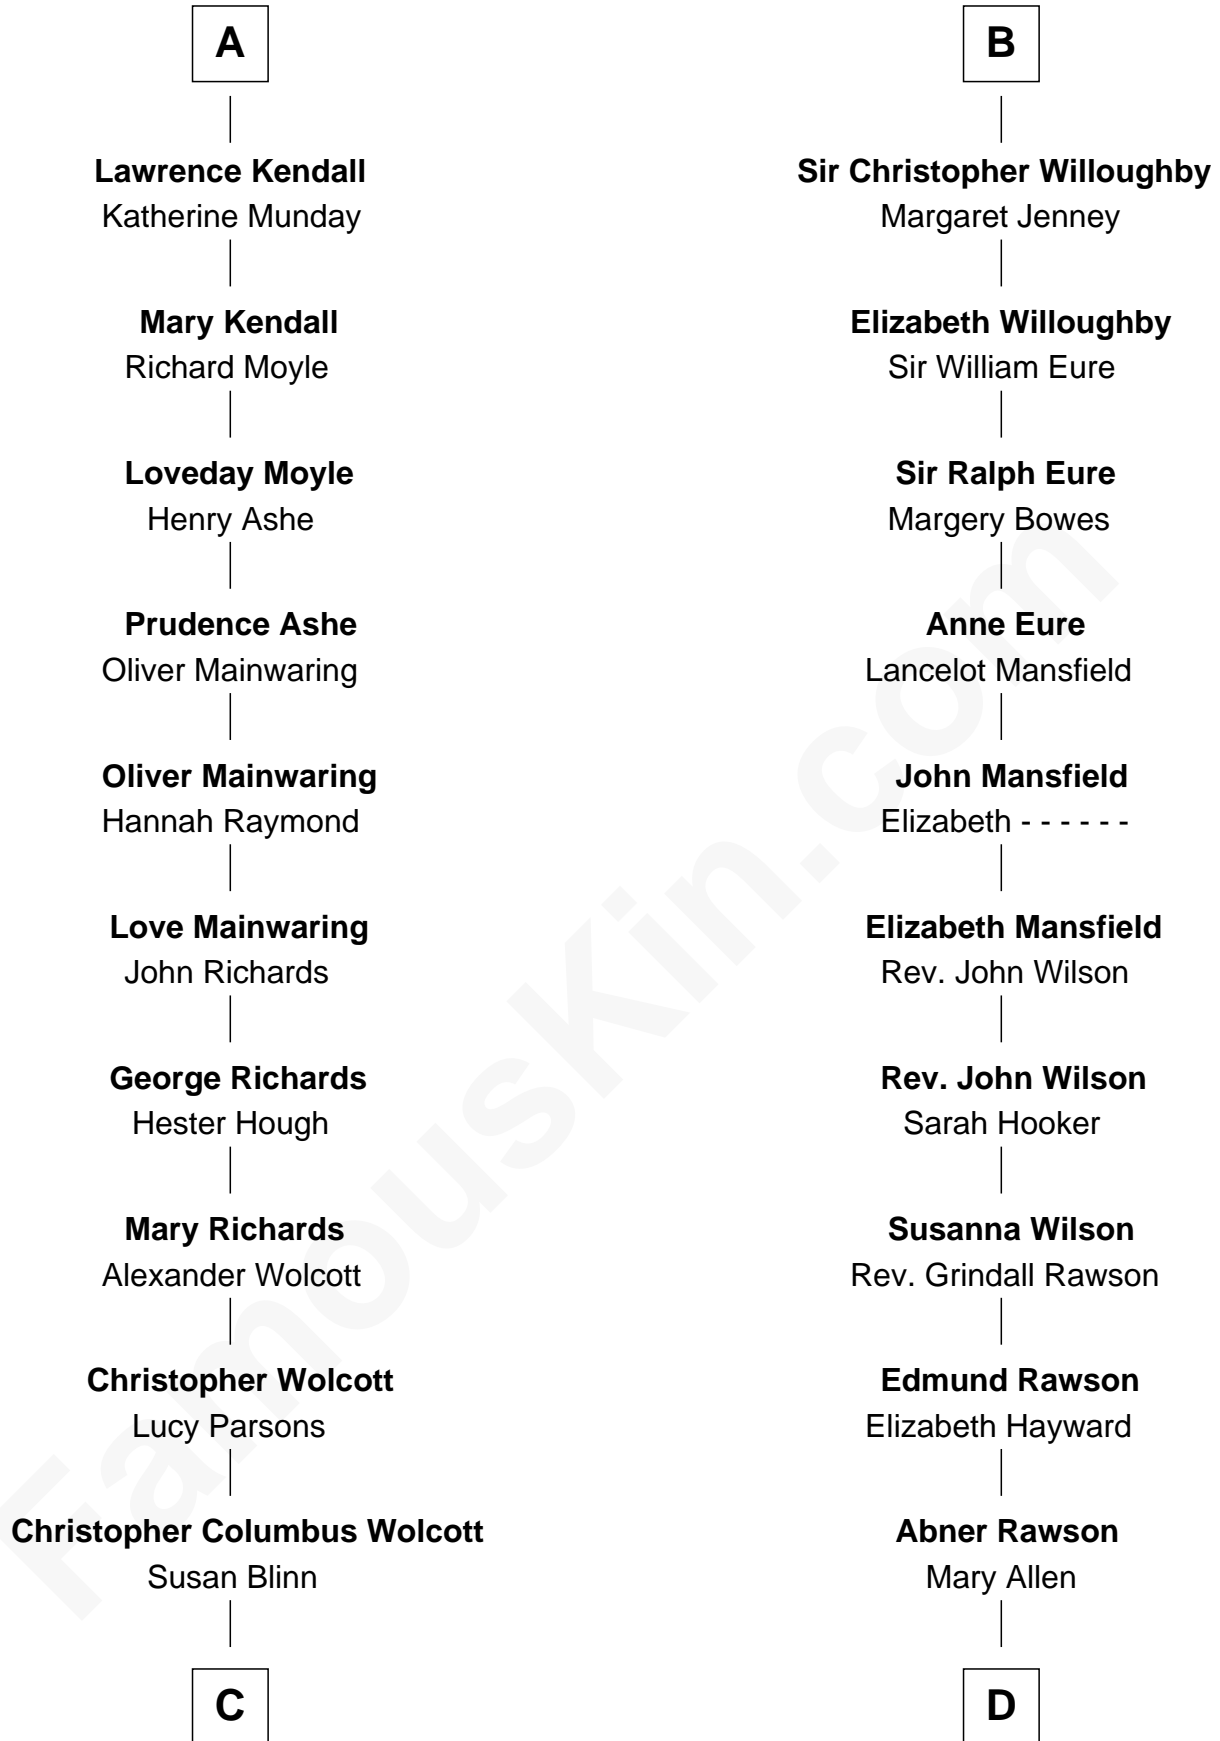 A
Lawrence Kendall
Katherine Munday
Mary Kendall
Richard Moyle
Loveday Moyle
Henry Ashe
Prudence Ashe
Oliver Mainwaring
Oliver Mainwaring
Hannah Raymond
Love Mainwaring
John Richards
George Richards
Hester Hough
Mary Richards
Alexander Wolcott
Christopher Wolcott
Lucy Parsons
Christopher Columbus Wolcott
Susan Blinn
C
B
Sir Christopher Willoughby
Margaret Jenney
Elizabeth Willoughby
Sir William Eure
Sir Ralph Eure
Margery Bowes
Anne Eure
Lancelot Mansfield
John Mansfield
Elizabeth - - - - - -
Elizabeth Mansfield
Rev. John Wilson
Rev. John Wilson
Sarah Hooker
Susanna Wilson
Rev. Grindall Rawson
Edmund Rawson
Elizabeth Hayward
Abner Rawson
Mary Allen
D
FamousKin.com